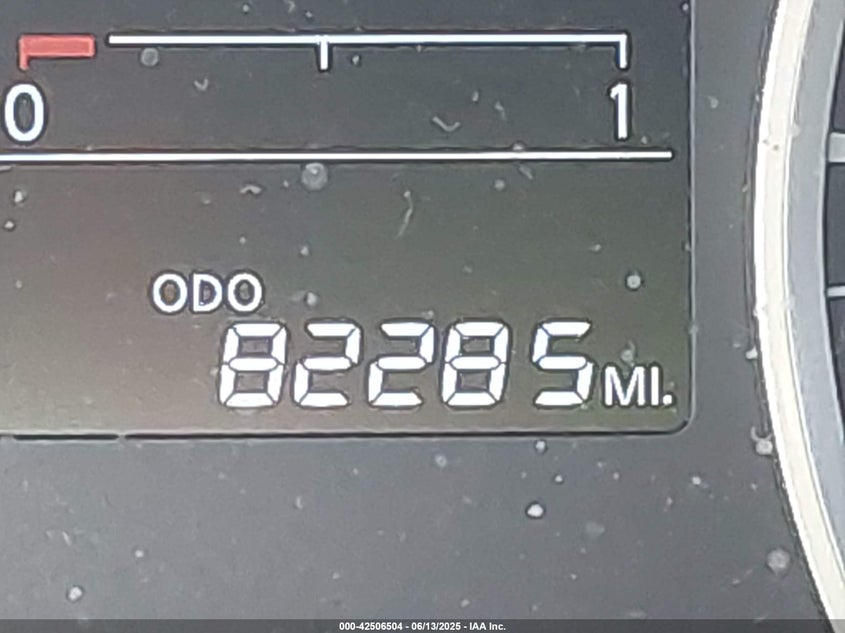 0 1
ODO
82285 MI.
000-42506504 - 06/13/2025 - IAA Inc.